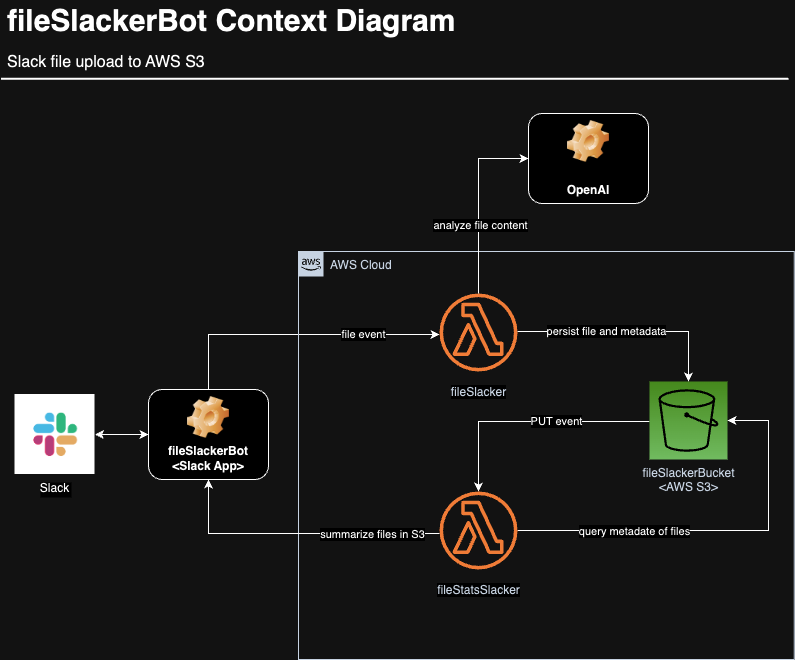 fileSlackerBot Context Diagram
Slack file upload to AWS S3
OpenAI
analyze file content
aws
AWS Cloud
file event
persist file and metadata
fileSlacker
fileSlackerBot
<Slack App>
PUT event
fileSlackerBucket
<AWS S3>
Slack
summarize files in S3
query metadate of files
fileStatsSlacker